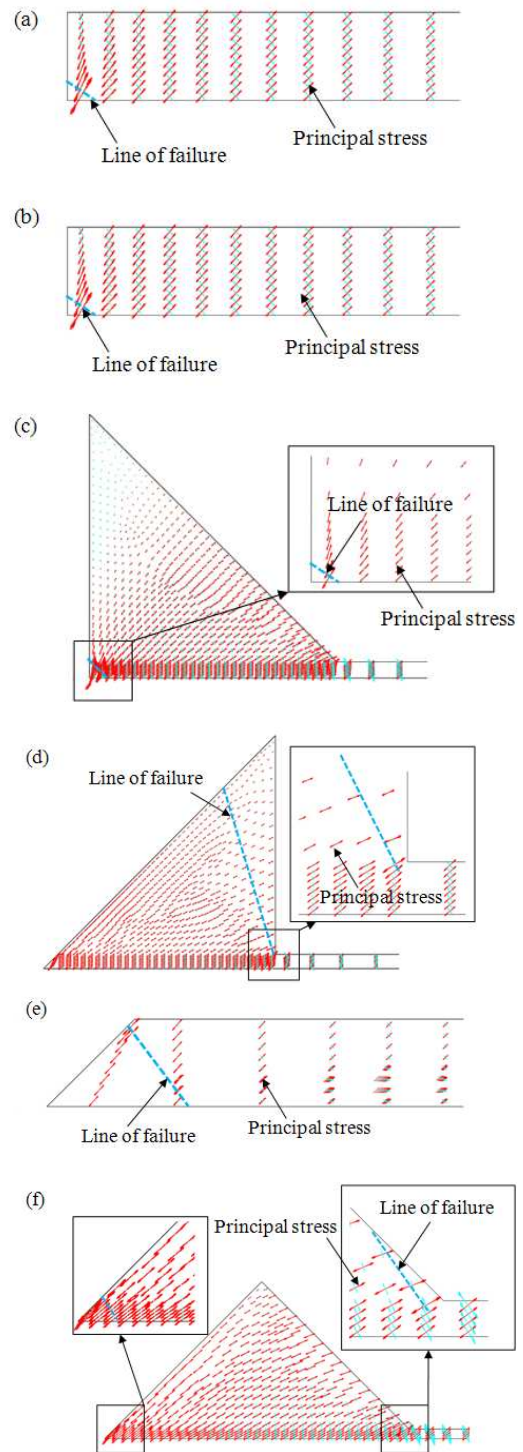 (a)
Line of failure
Principal stress
(b)
Line of failure
Principal stress
(c)
Line of failure
Principal stress
(d)
Line of failure
Principal stress
(e)
Line of failure
Principal stress
(f)
Principal stress
Line of failure